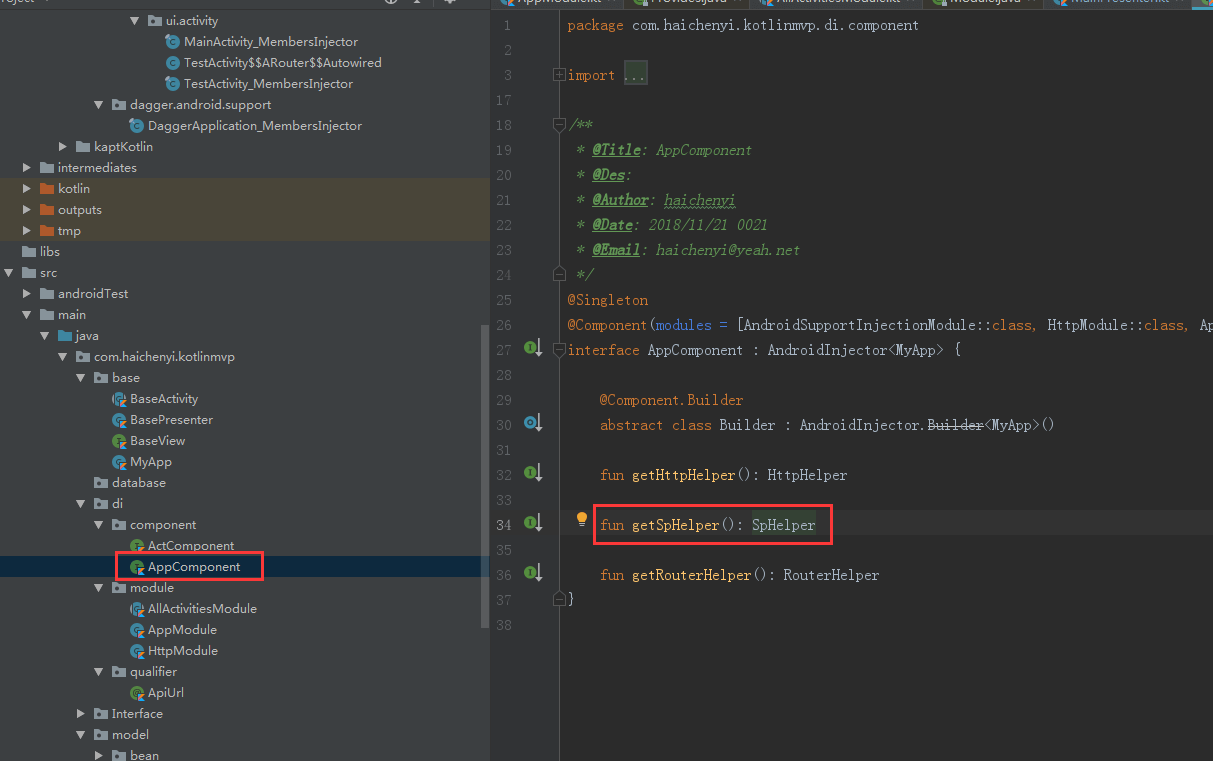 ui.activity
MainActivity_MembersInjector
TestActivity$$ARouter$$Autowired
TestActivity_MembersInjector
dagger.android.support
DaggerApplication_MembersInjector
kaptKotlin
intermediates
kotlin
outputs
tmp
libs
src
androidTest
main
java
com.haichenyi.kotlinmvp
base
BaseActivity
BasePresenter
BaseView
MyApp
database
di
component
ActComponent
AppComponent
module
AllActivitiesModule
AppModule
HttpModule
qualifier
ApiUrl
Interface
model
bean
1 package com.haichenyi.kotlinmvp.di.component
2
3 import ...
17
18 /**
19 * @Title: AppComponent
20 * @Des:
21 * @Author: haichenyi
22 * @Date: 2018/11/21 0021
23 * @Email: haichenyi@yeah.net
24 */
25 @Singleton
26 @Component(modules = [AndroidSupportInjectionModule::class, HttpModule::class, Ap
27 interface AppComponent : AndroidInjector<MyApp> {
28
29 @Component.Builder
30 abstract class Builder : AndroidInjector.Builder<MyApp>()
31
32 fun getHttpHelper(): HttpHelper
33
34 fun getSpHelper(): SpHelper
35
36 fun getRouterHelper(): RouterHelper
37 }
38